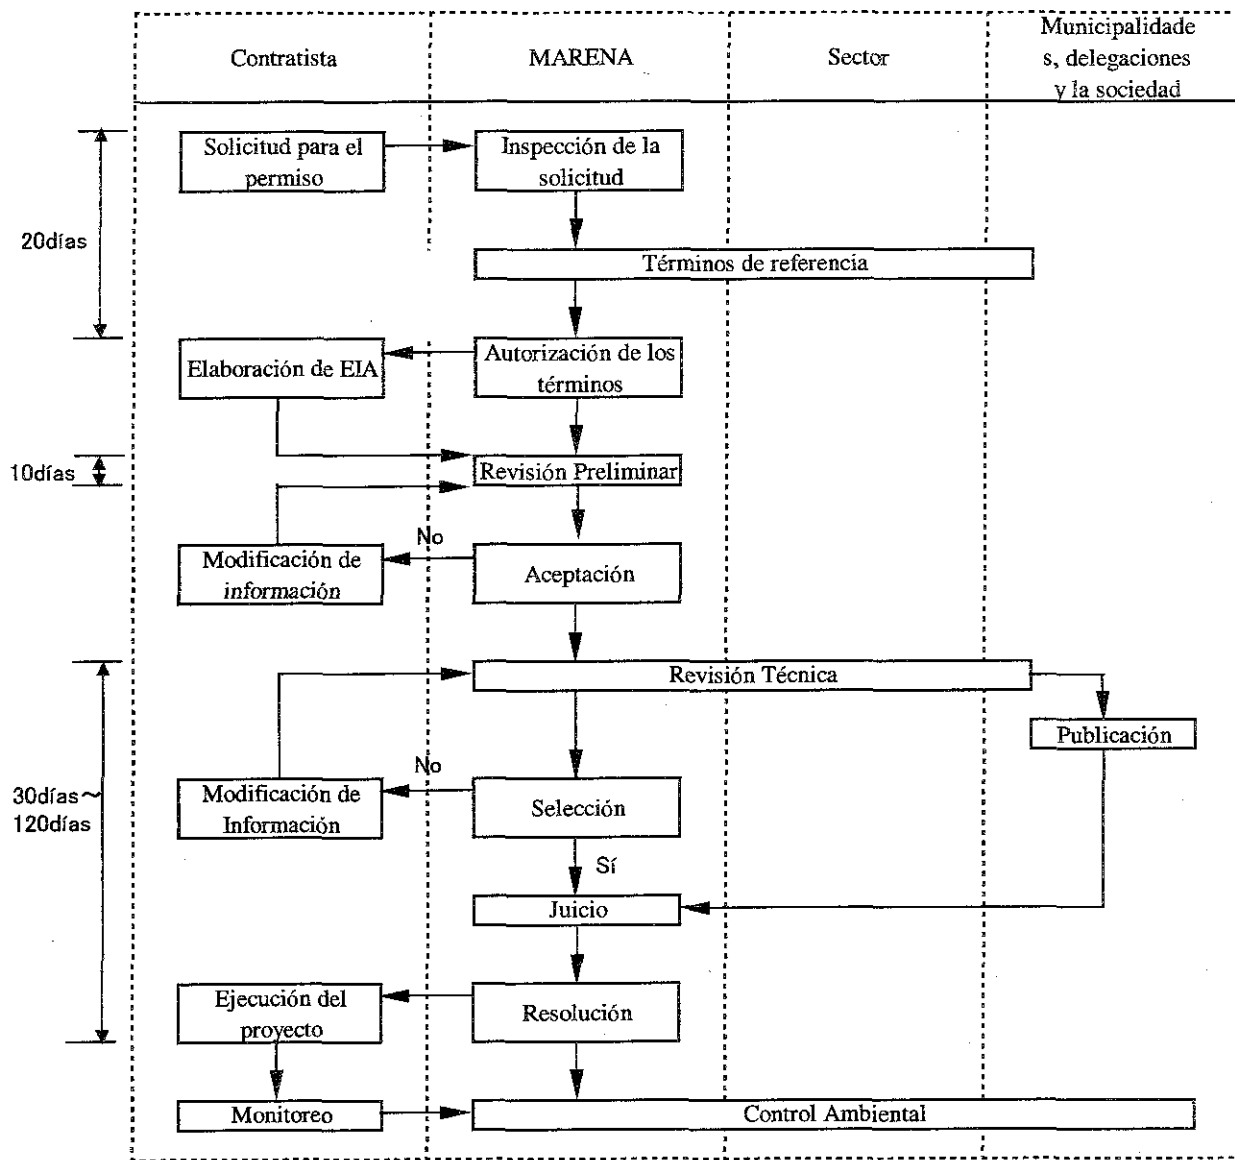 Contratista
MARENA
Sector
Municipalidade
s, delegaciones
y la sociedad
Solicitud para el
permiso
Inspección de la
solicitud
20días
Términos de referencia
Elaboración de EIA
Autorización de los
términos
10días
Revisión Preliminar
No
Modificación de
información
Aceptación
Revisión Técnica
Publicación
No
30días～
120días
Modificación de
Información
Selección
Sí
Juicio
Ejecución del
proyecto
Resolución
Monitoreo
Control Ambiental